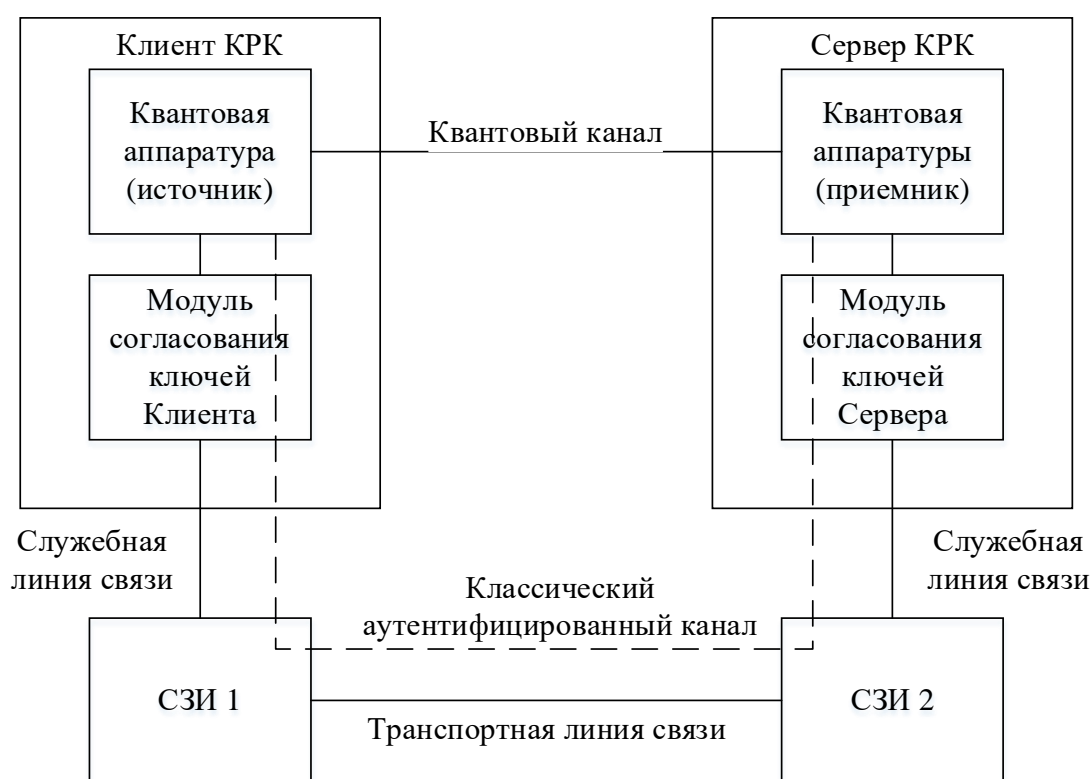 Клиент КРК
Сервер КРК
Квантовая
аппаратура
(источник)
Квантовый канал
Квантовая
аппаратуры
(приемник)
Модуль
согласования
ключей
Клиента
Модуль
согласования
ключей
Сервера
Служебная
линия связи
Служебная
линия связи
Классический
аутентифицированный канал
СЗИ 1
СЗИ 2
Транспортная линия связи